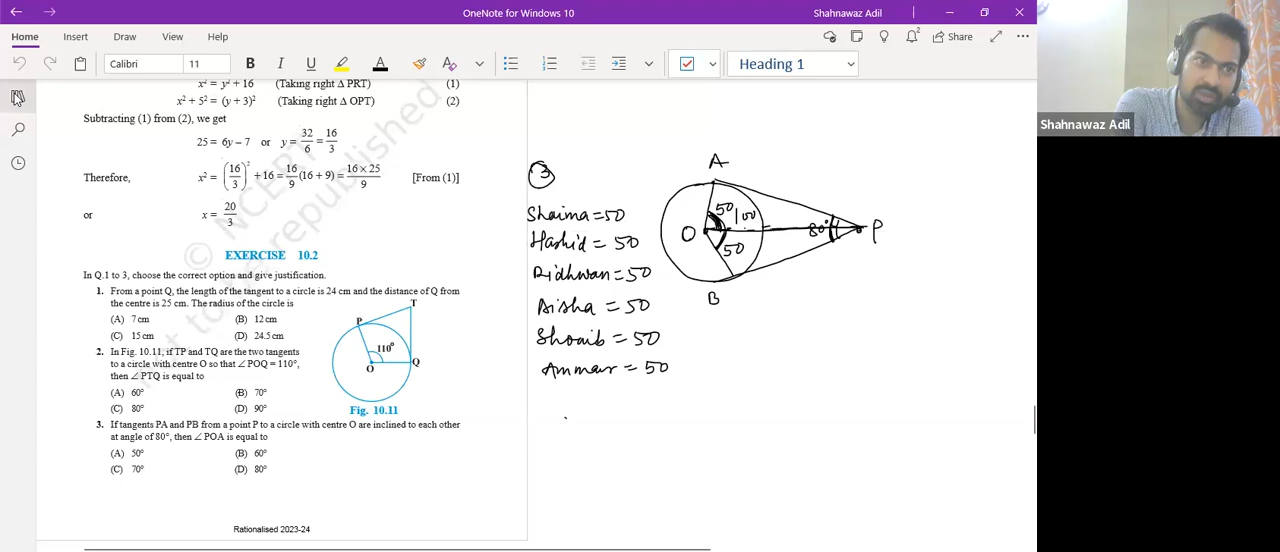 OneNote for Windows 10
Shahnawaz Adil
Home Insert Draw View Help
Share
Calibri 11 B I U A Heading 1
Shahnawaz Adil
x² = y² + 16 (Taking right Δ PRT) (1)
x² + 5² = (y + 3)² (Taking right Δ OPT) (2)
Subtracting (1) from (2), we get
25 = 6y – 7 or y = 32/6 = 16/3
Therefore, x² = (16/3)² + 16 = 16/9 (16 + 9) = 16 × 25/9 [From (1)]
or x = 20/3
© NCERT
not to be republished
EXERCISE 10.2
In Q.1 to 3, choose the correct option and give justification.
1. From a point Q, the length of the tangent to a circle is 24 cm and the distance of Q from
the centre is 25 cm. The radius of the circle is
(A) 7 cm (B) 12 cm
(C) 15 cm (D) 24.5 cm
2. In Fig. 10.11, if TP and TQ are the two tangents
to a circle with centre O so that ∠ POQ = 110°,
then ∠ PTQ is equal to
(A) 60° (B) 70°
(C) 80° (D) 90°
T
P
110°
O
Q
Fig. 10.11
3. If tangents PA and PB from a point P to a circle with centre O are inclined to each other
at angle of 80°, then ∠ POA is equal to
(A) 50° (B) 60°
(C) 70° (D) 80°
Rationalised 2023-24
3
Shaima = 50
Hashid = 50
Ridhwan = 50
Aisha = 50
Shoaib = 50
Ammar = 50
A
50
100
O
80°
P
50
B